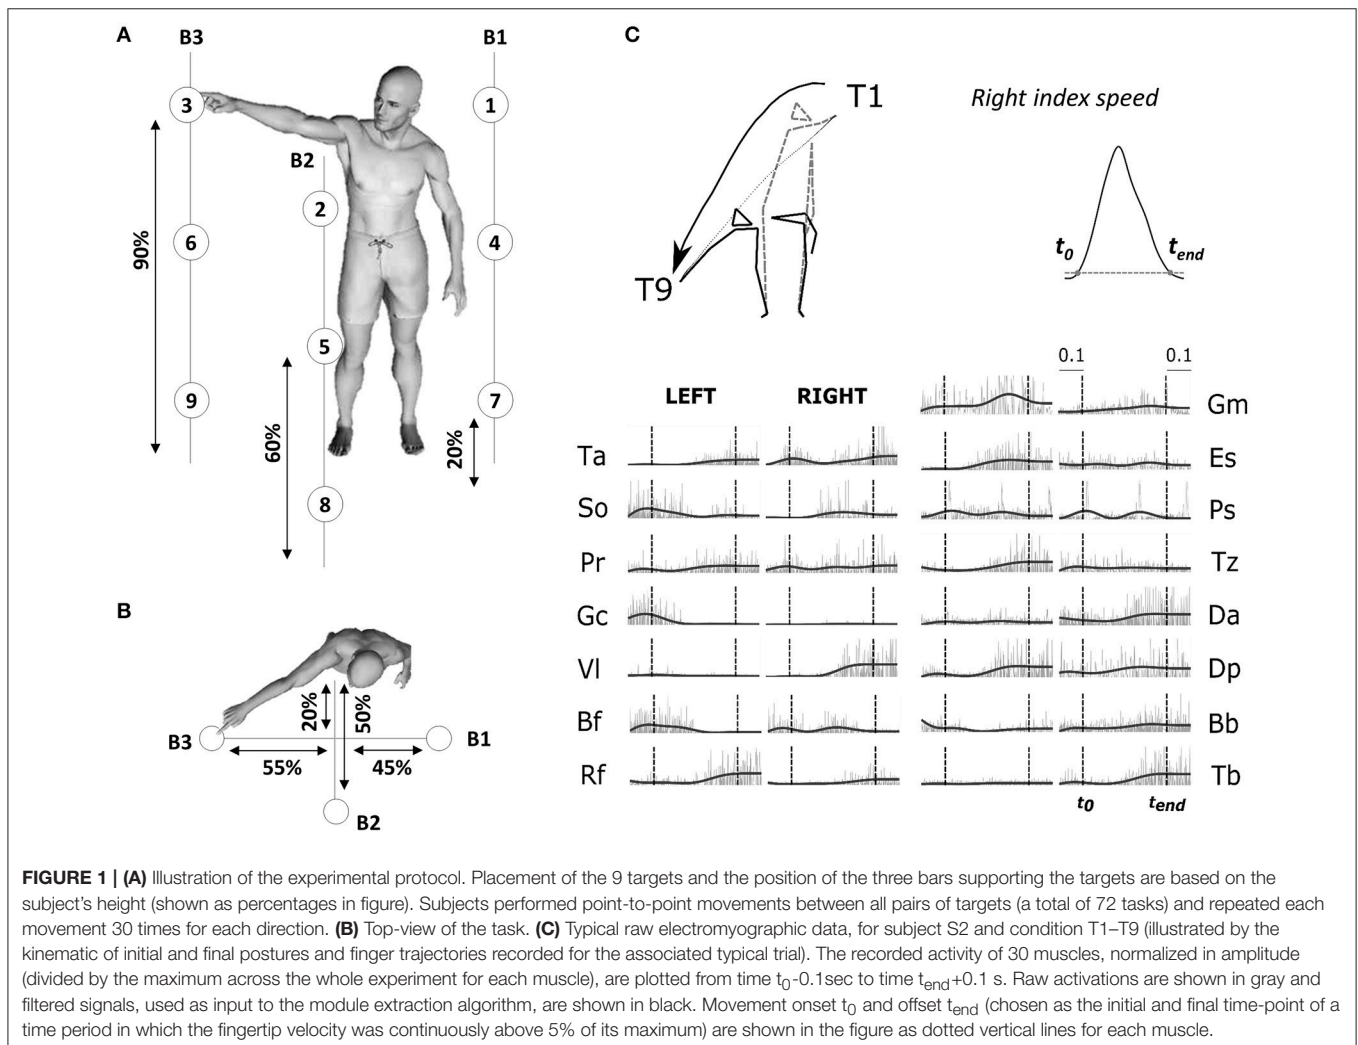 A
B3
B1
3
1
B2
2
90%
6
4
5
9
7
60%
20%
8
B
20%
50%
B3
B1
55%
45%
B2
C
T1
T9
Right index speed
t0
tend
0.1
0.1
LEFT
RIGHT
Gm
Ta
Es
So
Ps
Pr
Tz
Gc
Da
Vl
Dp
Bf
Bb
Rf
Tb
t0
tend
FIGURE 1 | (A) Illustration of the experimental protocol. Placement of the 9 targets and the position of the three bars supporting the targets are based on the
subject's height (shown as percentages in figure). Subjects performed point-to-point movements between all pairs of targets (a total of 72 tasks) and repeated each
movement 30 times for each direction. (B) Top-view of the task. (C) Typical raw electromyographic data, for subject S2 and condition T1–T9 (illustrated by the
kinematic of initial and final postures and finger trajectories recorded for the associated typical trial). The recorded activity of 30 muscles, normalized in amplitude
(divided by the maximum across the whole experiment for each muscle), are plotted from time t0-0.1sec to time tend+0.1 s. Raw activations are shown in gray and
filtered signals, used as input to the module extraction algorithm, are shown in black. Movement onset t0 and offset tend (chosen as the initial and final time-point of a
time period in which the fingertip velocity was continuously above 5% of its maximum) are shown in the figure as dotted vertical lines for each muscle.